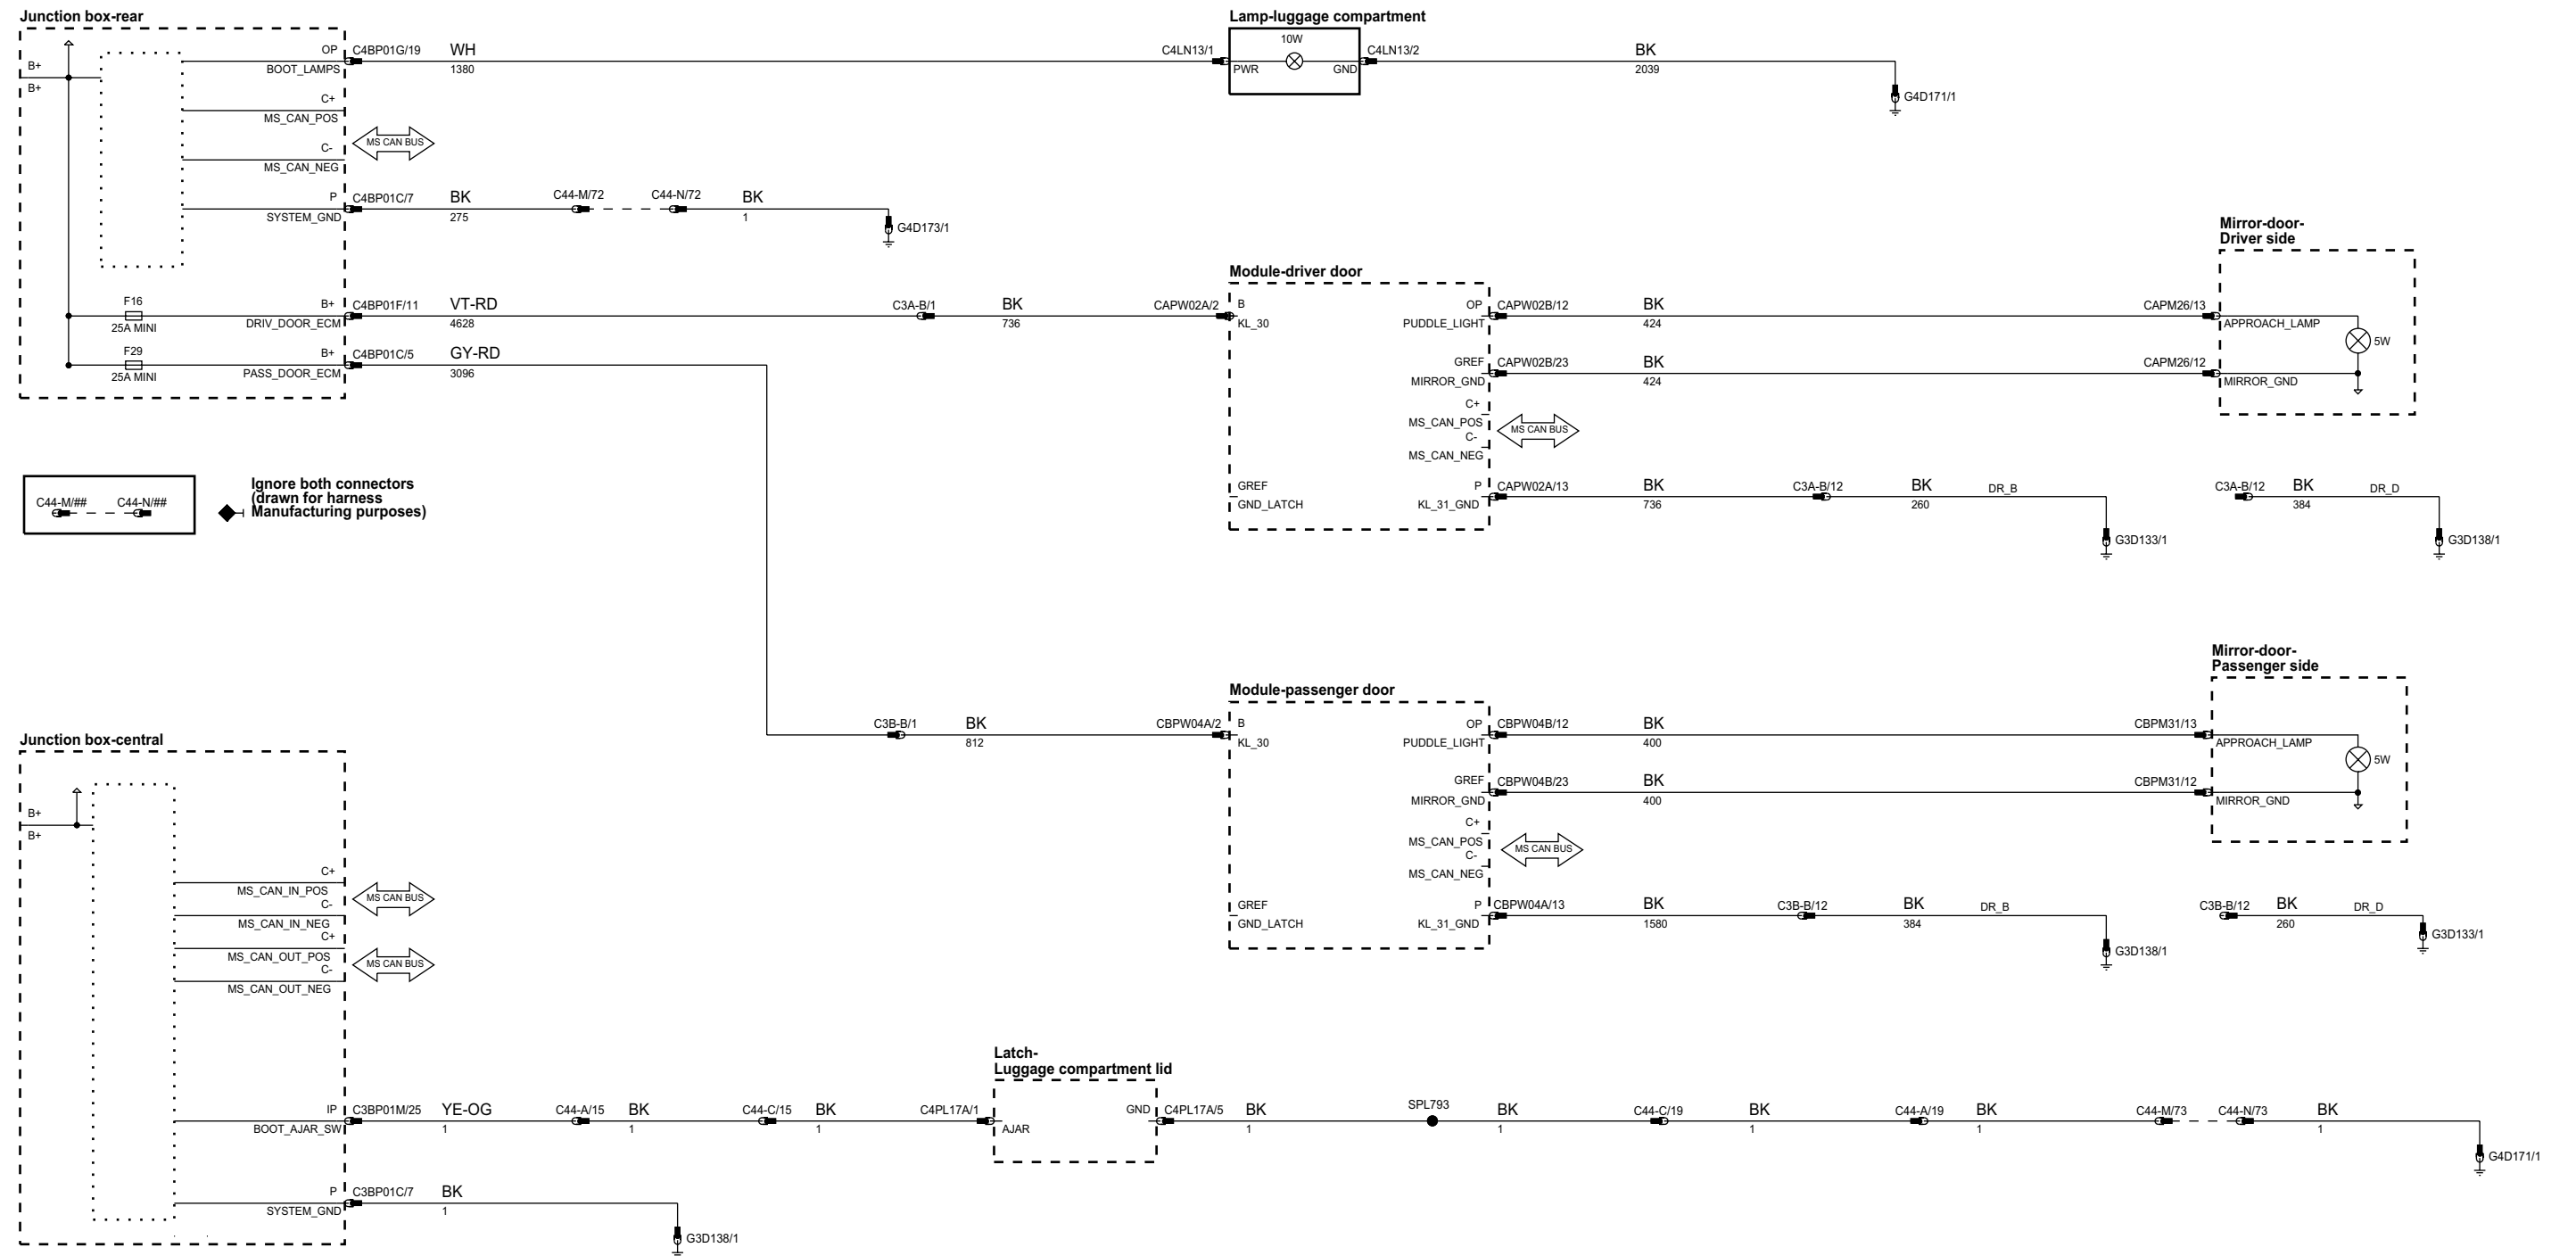 Junction box-rear
B+
B+
OP
BOOT_LAMPS
C4BP01G/19
WH
1380
C+
MS_CAN_POS
C-
MS_CAN_NEG
MS CAN BUS
P
SYSTEM_GND
C4BP01C/7
BK
275
C44-M/72
C44-N/72
BK
1
G4D173/1
F16
25A MINI
B+
DRIV_DOOR_ECM
C4BP01F/11
VT-RD
4628
C3A-B/1
BK
736
CAPW02A/2
F29
25A MINI
B+
PASS_DOOR_ECM
C4BP01C/5
GY-RD
3096
Lamp-luggage compartment
C4LN13/1
10W
PWR
GND
C4LN13/2
BK
2039
G4D171/1
Module-driver door
B
KL_30
OP
PUDDLE_LIGHT
CAPW02B/12
BK
424
CAPM26/13
GREF
MIRROR_GND
CAPW02B/23
BK
424
CAPM26/12
C+
MS_CAN_POS
C-
MS_CAN_NEG
MS CAN BUS
GREF
GND_LATCH
P
KL_31_GND
CAPW02A/13
BK
736
C3A-B/12
BK
260
DR_B
G3D133/1
C3A-B/12
BK
384
DR_D
G3D138/1
Mirror-door-
Driver side
APPROACH_LAMP
5W
MIRROR_GND
C44-M/##
C44-N/##
Ignore both connectors
(drawn for harness
Manufacturing purposes)
C3B-B/1
BK
812
CBPW04A/2
Module-passenger door
B
KL_30
OP
PUDDLE_LIGHT
CBPW04B/12
BK
400
CBPM31/13
GREF
MIRROR_GND
CBPW04B/23
BK
400
CBPM31/12
C+
MS_CAN_POS
C-
MS_CAN_NEG
MS CAN BUS
GREF
GND_LATCH
P
KL_31_GND
CBPW04A/13
BK
1580
C3B-B/12
BK
384
DR_B
G3D138/1
C3B-B/12
BK
260
DR_D
G3D133/1
Mirror-door-
Passenger side
APPROACH_LAMP
5W
MIRROR_GND
Junction box-central
B+
B+
C+
MS_CAN_IN_POS
C-
MS_CAN_IN_NEG
MS CAN BUS
C+
MS_CAN_OUT_POS
C-
MS_CAN_OUT_NEG
MS CAN BUS
IP
BOOT_AJAR_SW
C3BP01M/25
YE-OG
1
C44-A/15
BK
1
C44-C/15
BK
1
C4PL17A/1
Latch-
Luggage compartment lid
AJAR
GND
C4PL17A/5
BK
1
SPL793
BK
1
C44-C/19
BK
1
C44-A/19
BK
1
C44-M/73
C44-N/73
BK
1
G4D171/1
P
SYSTEM_GND
C3BP01C/7
BK
1
G3D138/1